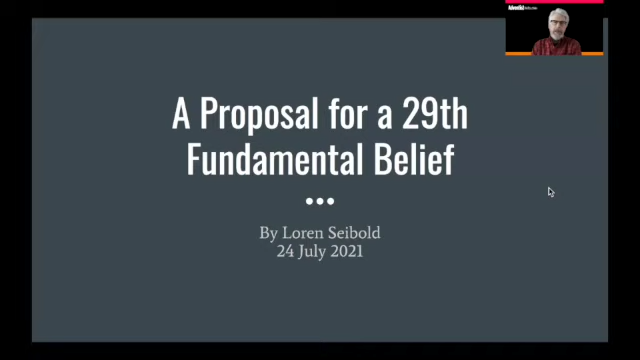 A Proposal for a 29th
Fundamental Belief
By Loren Seibold
24 July 2021